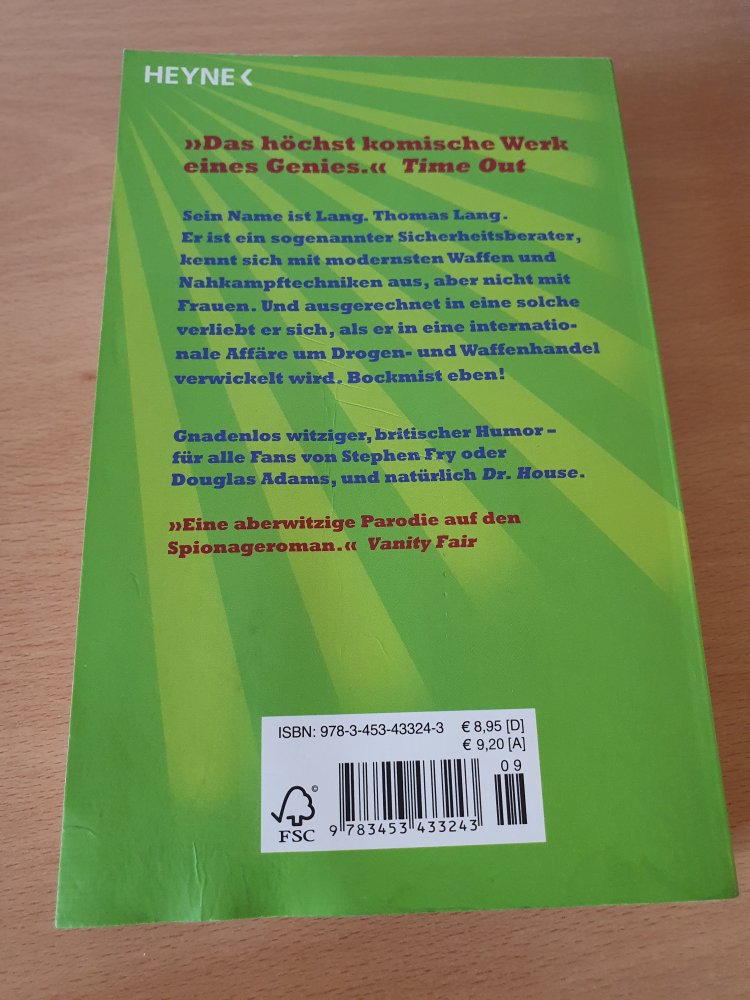 HEYNE <
»Das höchst komische Werk
eines Genies.« Time Out
Sein Name ist Lang. Thomas Lang.
Er ist ein sogenannter Sicherheitsberater,
kennt sich mit modernsten Waffen und
Nahkampftechniken aus, aber nicht mit
Frauen. Und ausgerechnet in eine solche
verliebt er sich, als er in eine internatio-
nale Affäre um Drogen- und Waffenhandel
verwickelt wird. Bockmist eben!
Gnadenlos witziger, britischer Humor –
für alle Fans von Stephen Fry oder
Douglas Adams, und natürlich Dr. House.
»Eine aberwitzige Parodie auf den
Spionageroman.« Vanity Fair
ISBN: 978-3-453-43324-3 € 8,95 [D]
€ 9,20 [A]
09
©
FSC
9 783453 433243